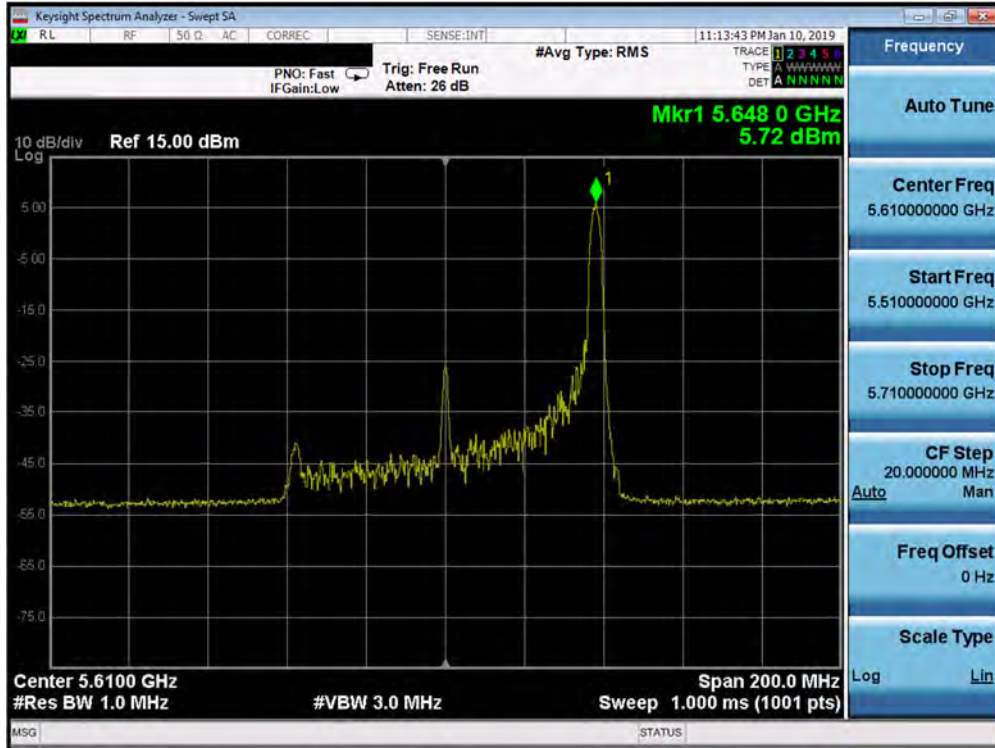 Keysight Spectrum Analyzer - Swept SA
LXI RL RF 50 Ω AC CORREC SENSE:INT 11:13:43 PM Jan 10, 2019
#Avg Type: RMS TRACE 1 2 3 4 5 6
PNO: Fast Trig: Free Run TYPE A WWWWW
IFGain:Low Atten: 26 dB DET A N N N N N
Mkr1 5.648 0 GHz
5.72 dBm
10 dB/div Ref 15.00 dBm
Log
1
5.00
-5.00
-15.0
-25.0
-35.0
-45.0
-55.0
-65.0
-75.0
Center 5.6100 GHz Span 200.0 MHz
#Res BW 1.0 MHz #VBW 3.0 MHz Sweep 1.000 ms (1001 pts)
MSG STATUS
Frequency
Auto Tune
Center Freq
5.610000000 GHz
Start Freq
5.510000000 GHz
Stop Freq
5.710000000 GHz
CF Step
20.000000 MHz
Auto Man
Freq Offset
0 Hz
Scale Type
Log Lin